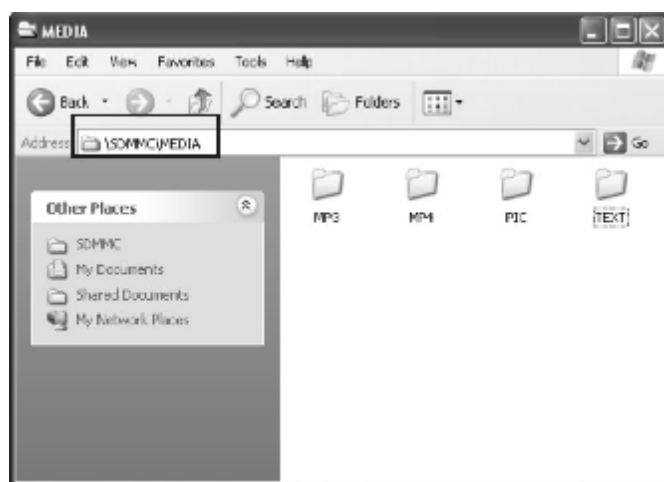 MEDIA
File Edit View Favorites Tools Help
Back Search Folders
Address \SDMMC\MEDIA Go
Other Places
SDMMC
My Documents
Shared Documents
My Network Places
MP3 MP4 PIC TEXT